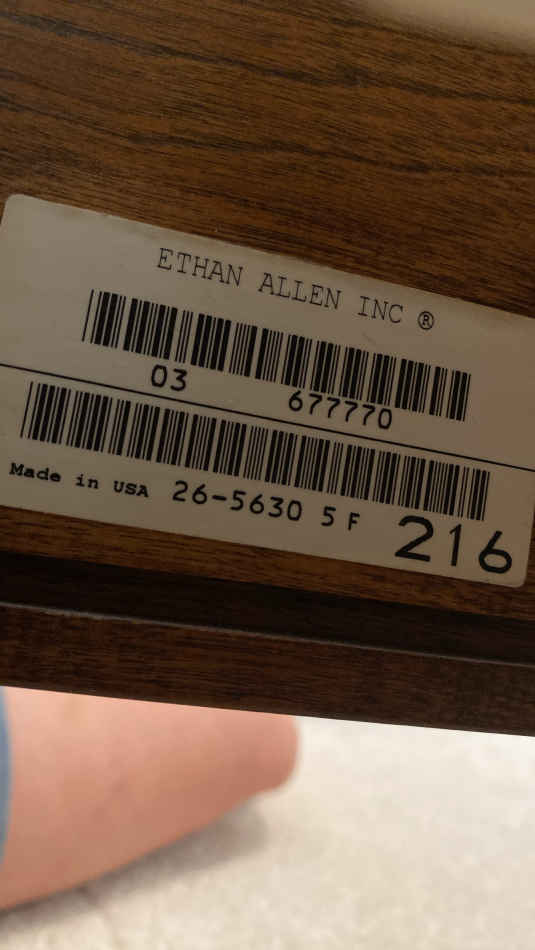 ETHAN ALLEN INC ®
03 677770
Made in USA 26-5630 5 F 216